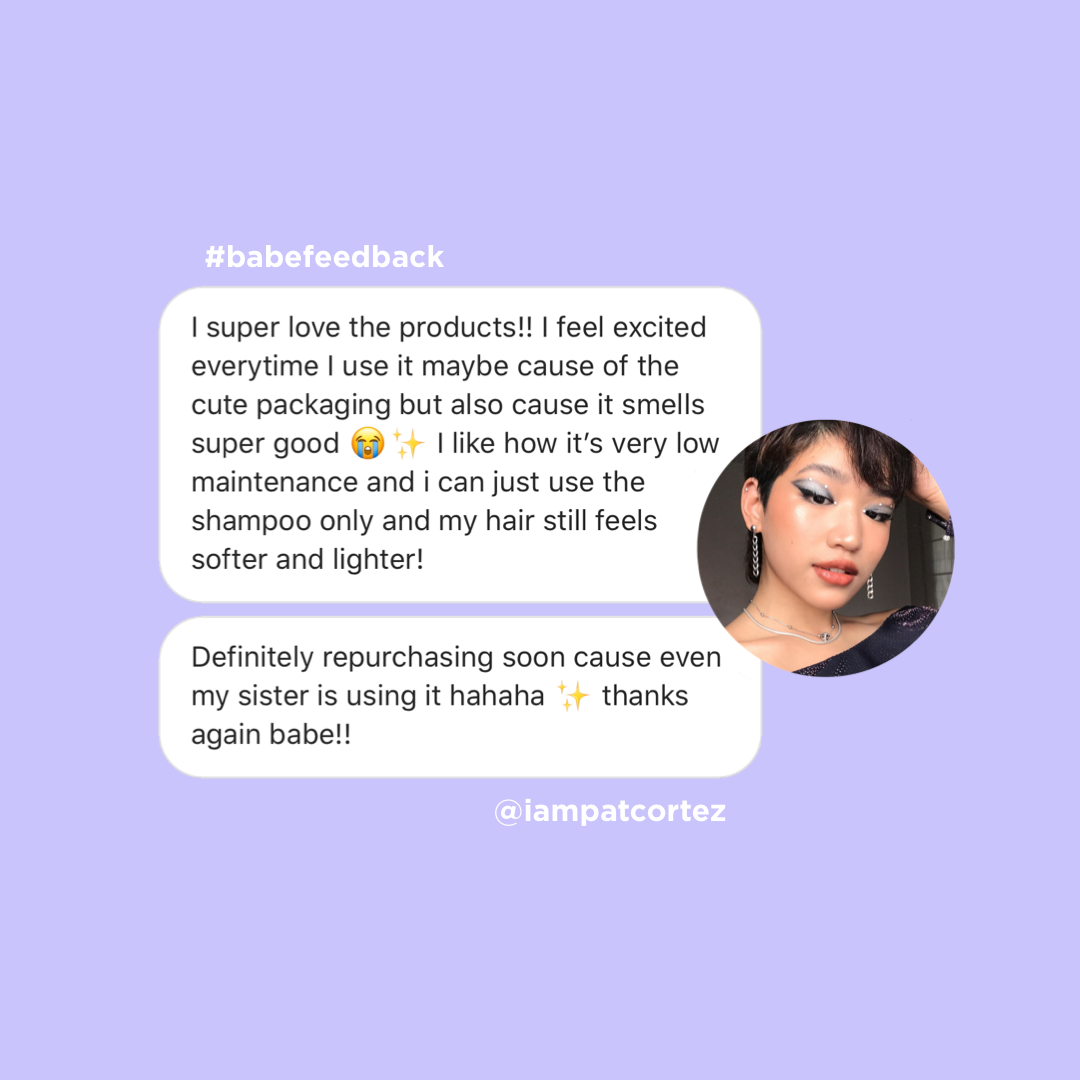 #babefeedback
I super love the products!! I feel excited
everytime I use it maybe cause of the
cute packaging but also cause it smells
super good 😭✨ I like how it’s very low
maintenance and i can just use the
shampoo only and my hair still feels
softer and lighter!
Definitely repurchasing soon cause even
my sister is using it hahaha ✨ thanks
again babe!!
@iampatcortez